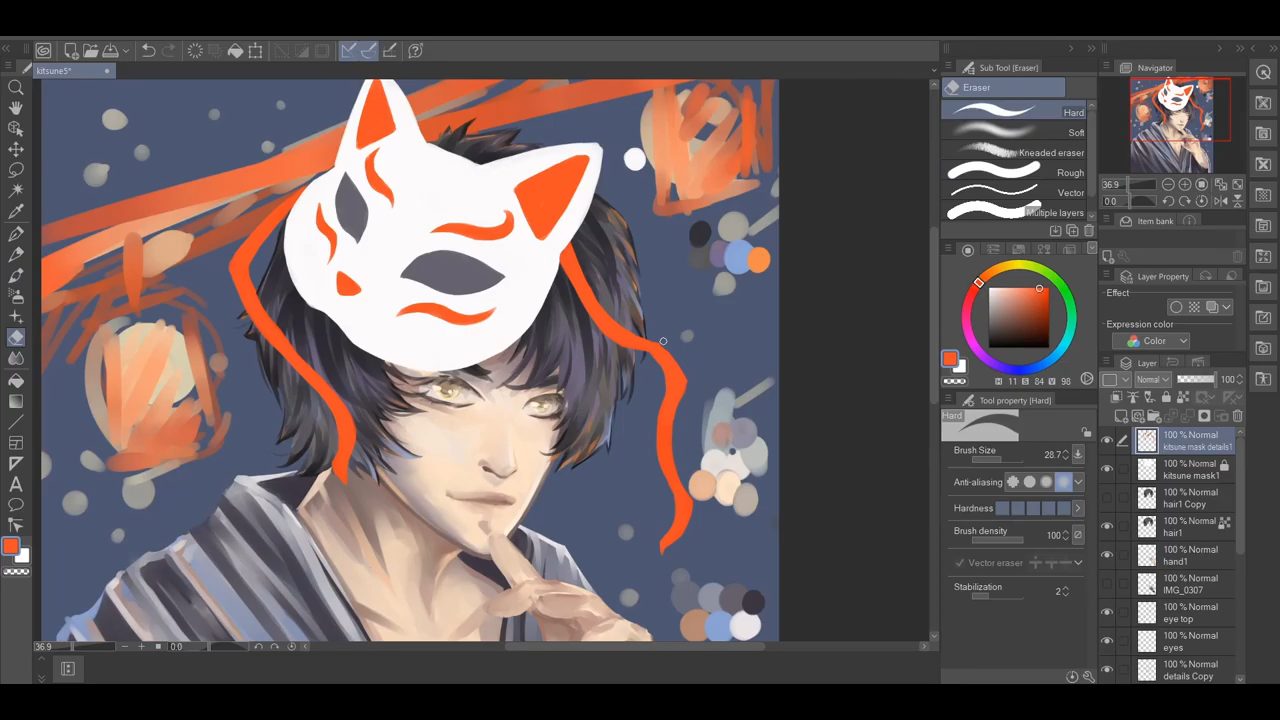 kitsune5*
Sub Tool [Eraser]
Eraser
Hard
Soft
Kneaded eraser
Rough
Vector
Multiple layers
H 11 S 84 V 98
Tool property [Hard]
Hard
Brush Size
28.7
Anti-aliasing
Hardness
Brush density
100
Vector eraser
Stabilization
2
Navigator
36.9
0.0
Item bank
Layer Property
Effect
Expression color
Color
Layer
Normal
100
100 % Normal
kitsune mask details1
100 % Normal
kitsune mask1
100 % Normal
hair1 Copy
100 % Normal
hair1
100 % Normal
hand1
100 % Normal
IMG_0307
100 % Normal
eye top
100 % Normal
eyes
100 % Normal
details Copy
36.9
0.0